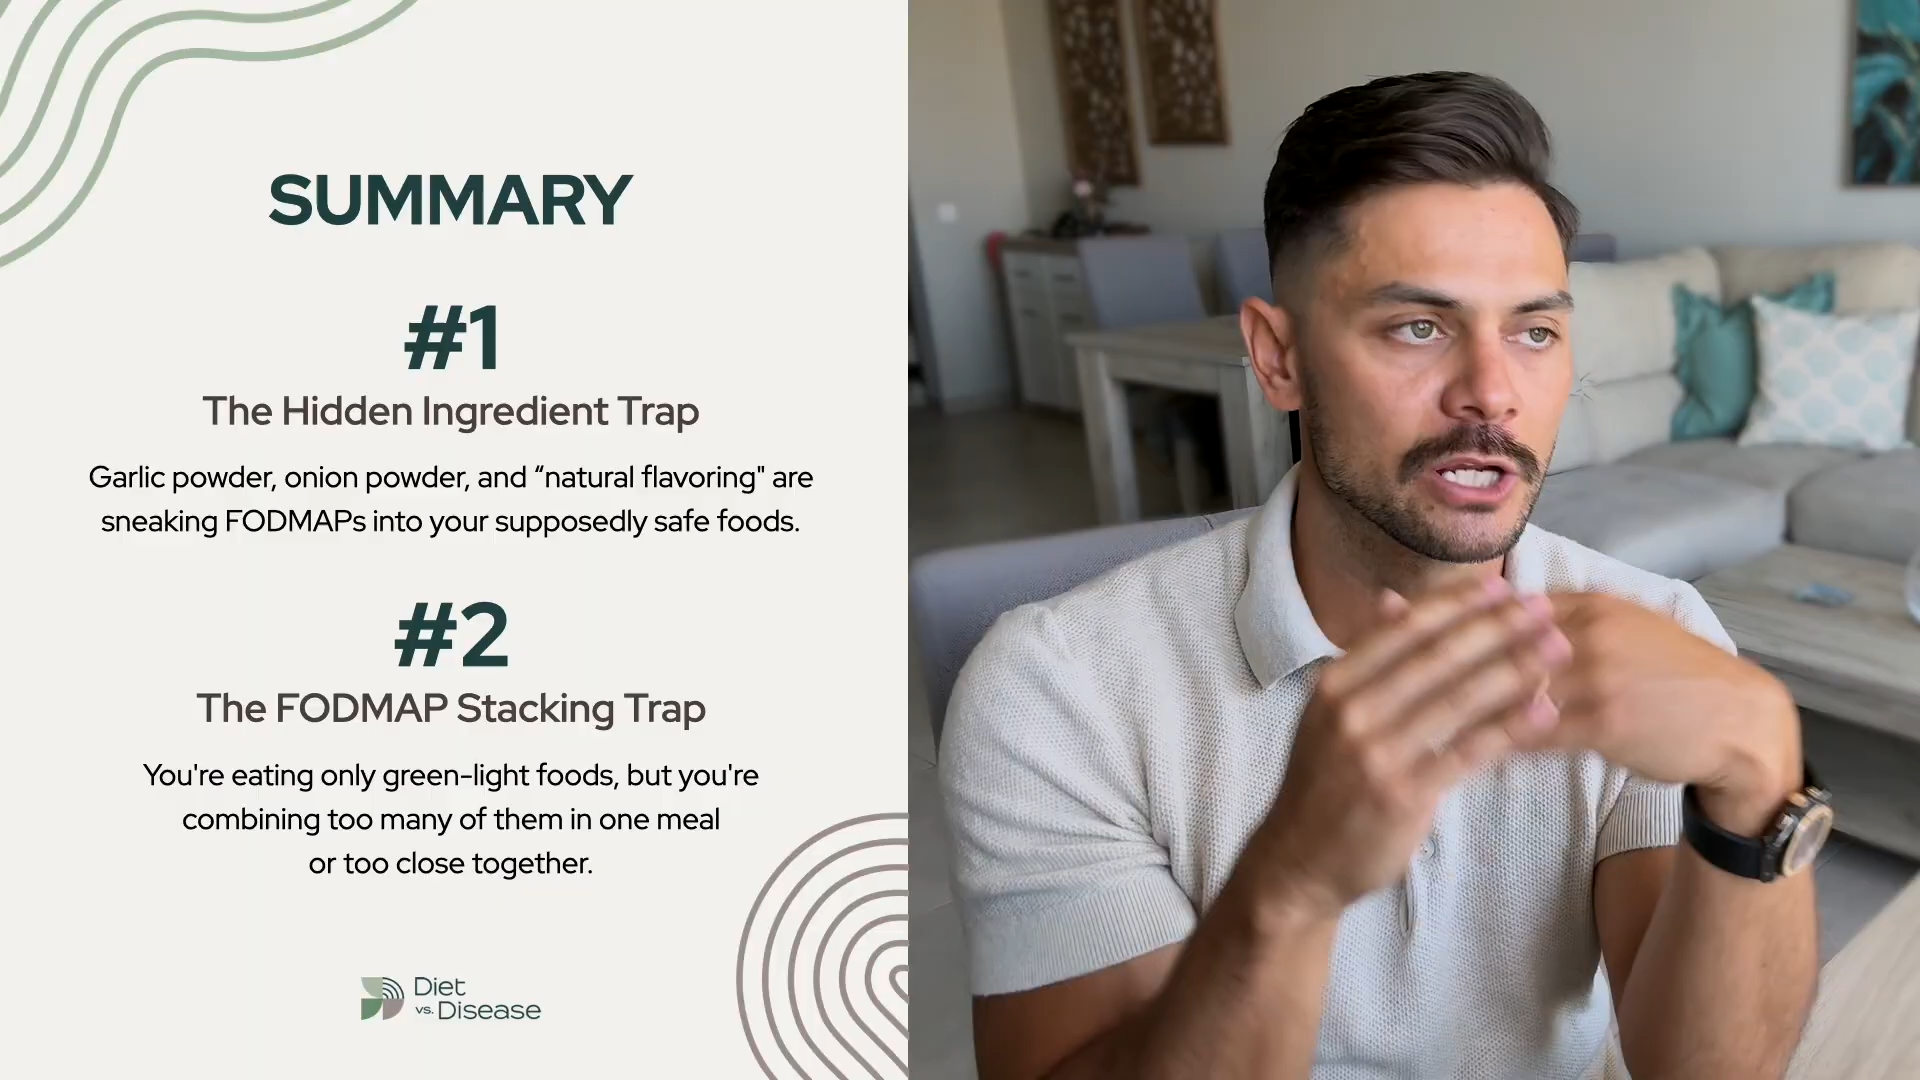 SUMMARY
#1
The Hidden Ingredient Trap
Garlic powder, onion powder, and “natural flavoring" are
sneaking FODMAPs into your supposedly safe foods.
#2
The FODMAP Stacking Trap
You're eating only green-light foods, but you're
combining too many of them in one meal
or too close together.
Diet
vs. Disease